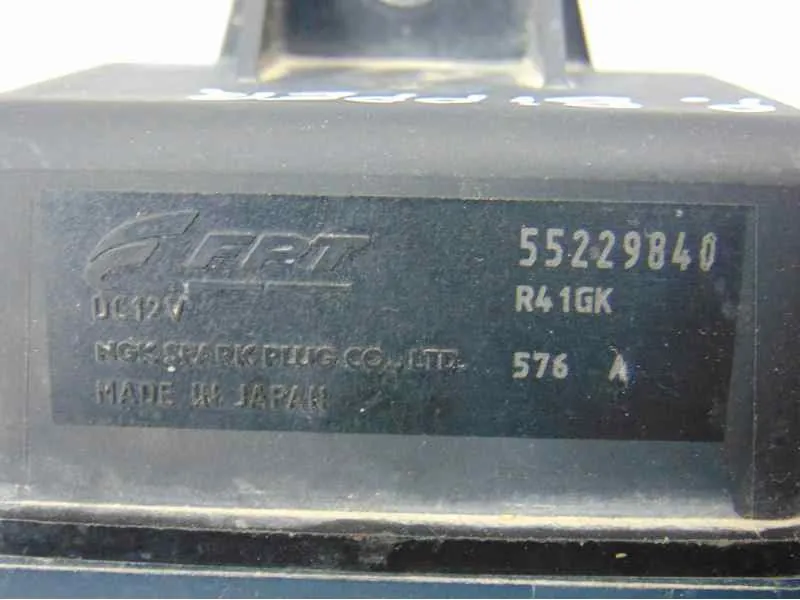 FPT
55229840
DC12V
R41GK
NGK SPARK PLUG CO., LTD.
576 A
MADE IN JAPAN